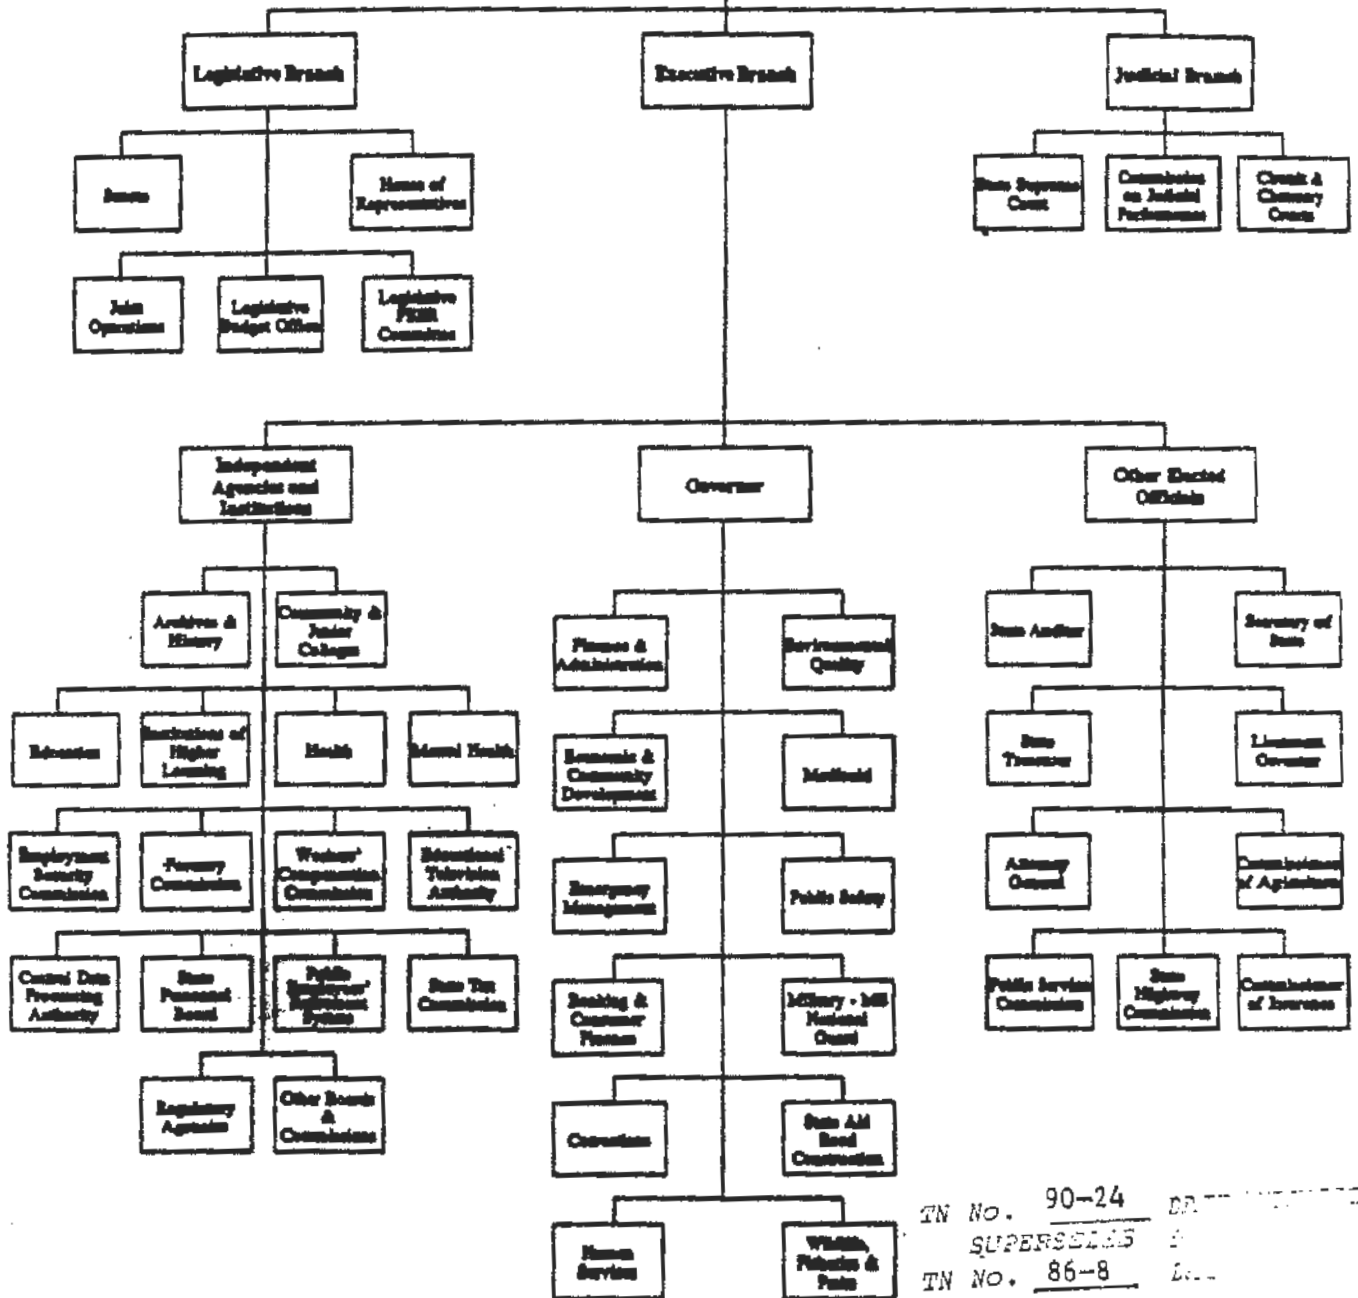 Legislative Branch
Executive Branch
Judicial Branch
Senate
House of
Representatives
State Supreme
Court
Commission
on Judicial
Performance
Circuit &
Chancery
Courts
Joint
Operations
Legislative
Budget Office
Legislative
PEER
Committee
Independent
Agencies and
Institutions
Governor
Other Elected
Officials
Archives &
History
Community &
Junior
Colleges
Finance &
Administration
Environmental
Quality
State Auditor
Secretary of
State
Education
Institutions of
Higher
Learning
Health
Mental Health
Economic &
Community
Development
Medicaid
State
Treasurer
Lieutenant
Governor
Employment
Security
Commission
Forestry
Commission
Workers'
Compensation
Commission
Educational
Television
Authority
Emergency
Management
Public Safety
Attorney
General
Commissioner
of Agriculture
Central Data
Processing
Authority
State
Personnel
Board
Public
Employees'
Retirement
System
State Tax
Commission
Banking &
Consumer
Finance
Military - MS
National
Guard
Public Service
Commission
State
Highway
Commission
Commissioner
of Insurance
Regulatory
Agencies
Other Boards
&
Commissions
Corrections
State Aid
Road
Construction
Human
Services
Wildlife,
Fisheries &
Parks
TN No. 90-24
SUPERSEDES
TN No. 86-8